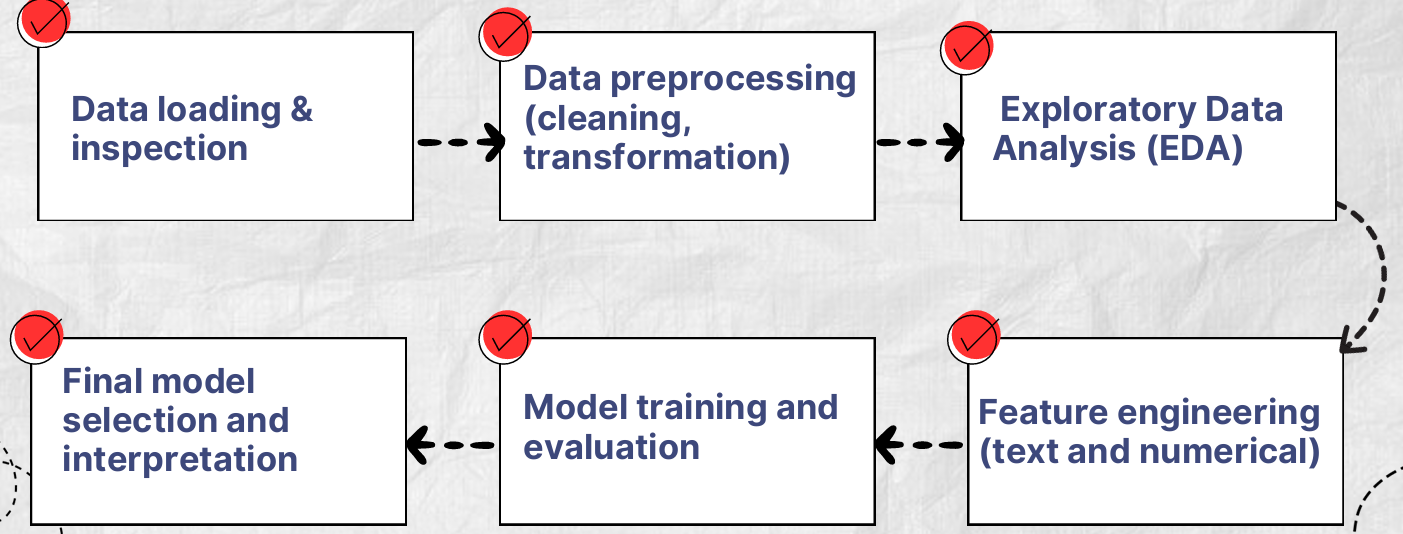 Data loading &
inspection
Data preprocessing
(cleaning,
transformation)
Exploratory Data
Analysis (EDA)
Feature engineering
(text and numerical)
Model training and
evaluation
Final model
selection and
interpretation